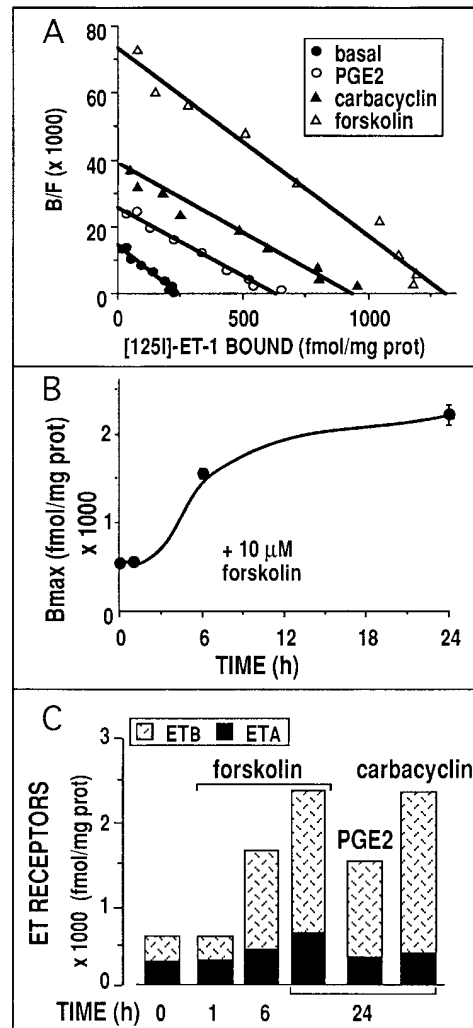 A
80
60
40
20
0
B/F (x 1000)
basal
PGE2
carbacyclin
forskolin
0
500
1000
[125I]-ET-1 BOUND (fmol/mg prot)
B
2
1
0
Bmax (fmol/mg prot)
x 1000
+ 10 µM
forskolin
0
6
12
18
24
TIME (h)
C
ETB
ETA
3
2
1
0
ET RECEPTORS
x 1000 (fmol/mg prot)
forskolin
carbacyclin
PGE2
TIME (h)
0
1
6
24